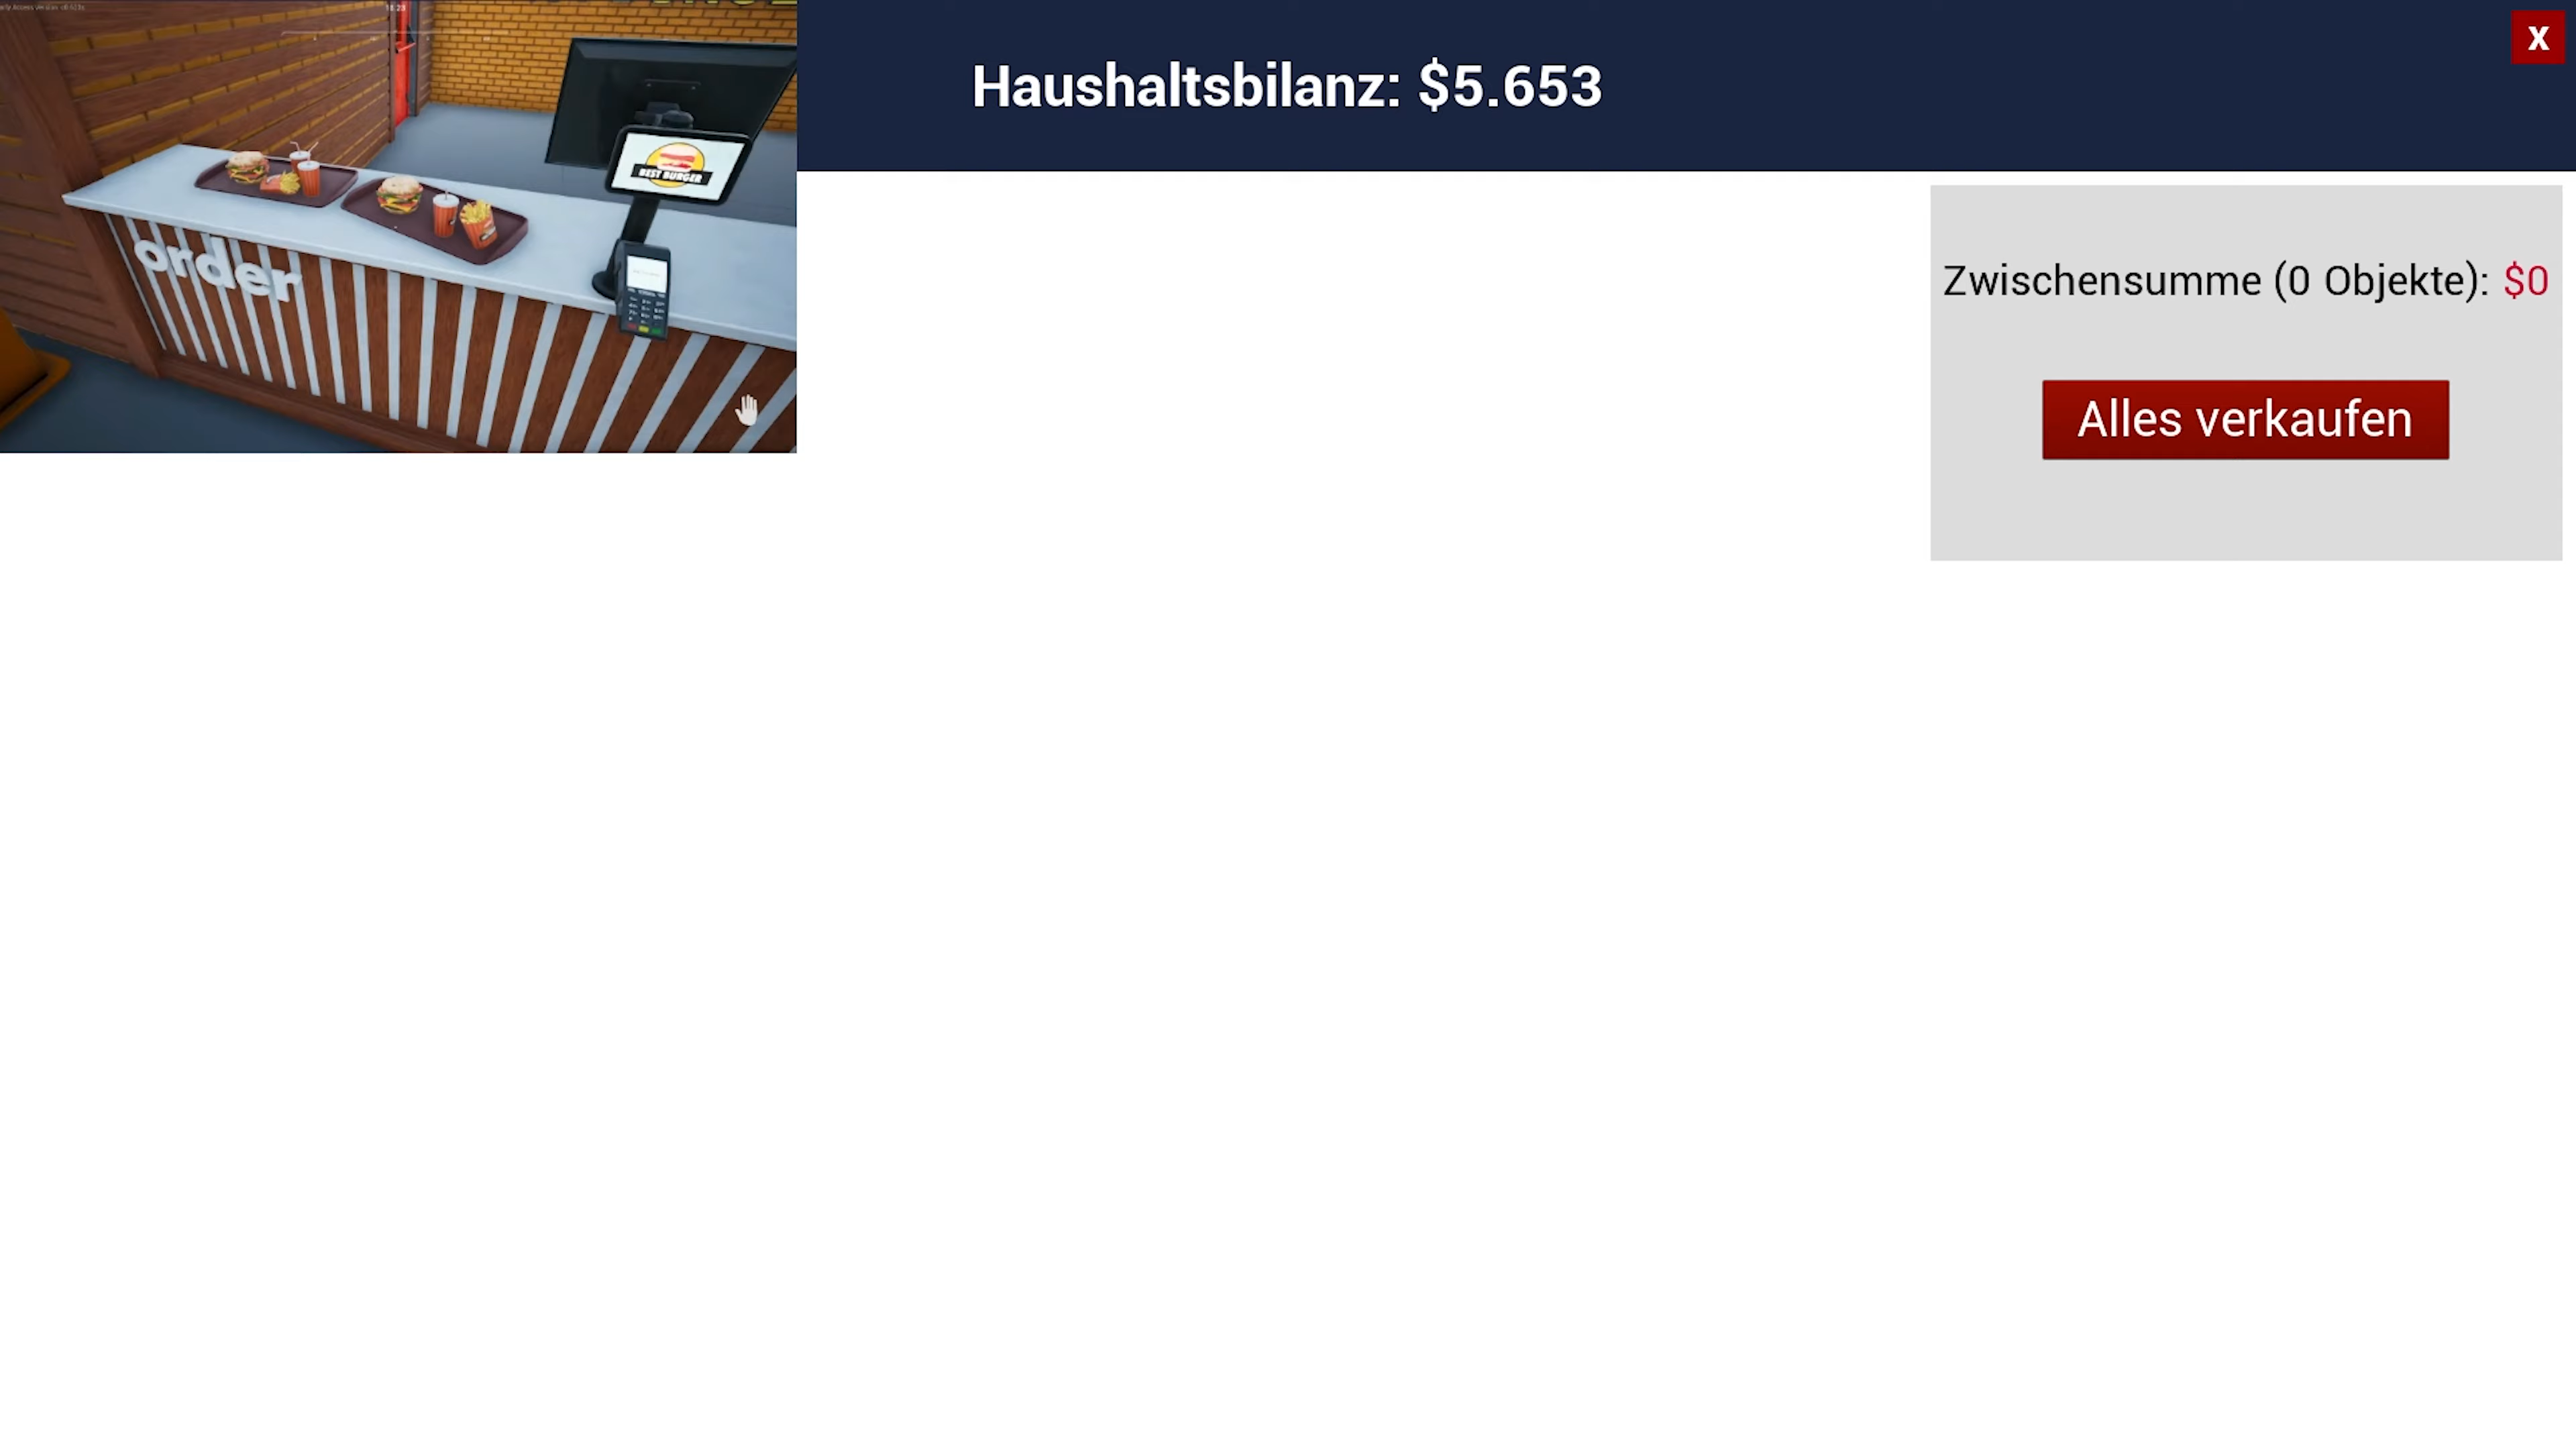 Haushaltsbilanz: $5.653
X
BEST BURGER
order
Zwischensumme (0 Objekte): $0
Alles verkaufen